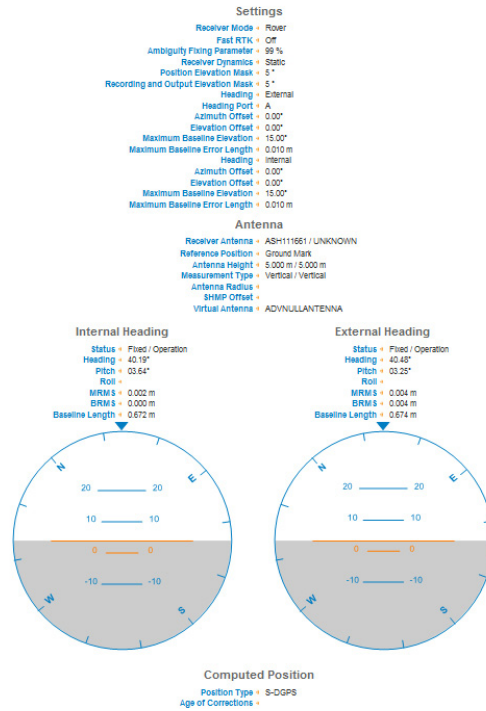 Settings
Receiver Mode Rover
Fast RTK Off
Ambiguity Fixing Parameter 99 %
Receiver Dynamics Static
Position Elevation Mask 5 °
Recording and Output Elevation Mask 5 °
Heading External
Heading Port A
Azimuth Offset 0.00°
Elevation Offset 0.00°
Maximum Baseline Elevation 15.00°
Maximum Baseline Error Length 0.010 m
Heading Internal
Azimuth Offset 0.00°
Elevation Offset 0.00°
Maximum Baseline Elevation 15.00°
Maximum Baseline Error Length 0.010 m
Antenna
Receiver Antenna ASH111661 / UNKNOWN
Reference Position Ground Mark
Antenna Height 5.000 m / 5.000 m
Measurement Type Vertical / Vertical
Antenna Radius
SHMP Offset
Virtual Antenna ADVNULLANTENNA
Internal Heading
Status Fixed / Operation
Heading 40.19°
Pitch 03.64°
Roll
MRMS 0.002 m
BRMS 0.000 m
Baseline Length 0.672 m
N E
20 20
10 10
0 0
-10 -10
W S
External Heading
Status Fixed / Operation
Heading 40.48°
Pitch 03.25°
Roll
MRMS 0.004 m
BRMS 0.004 m
Baseline Length 0.674 m
N E
20 20
10 10
0 0
-10 -10
W S
Computed Position
Position Type S-DGPS
Age of Corrections